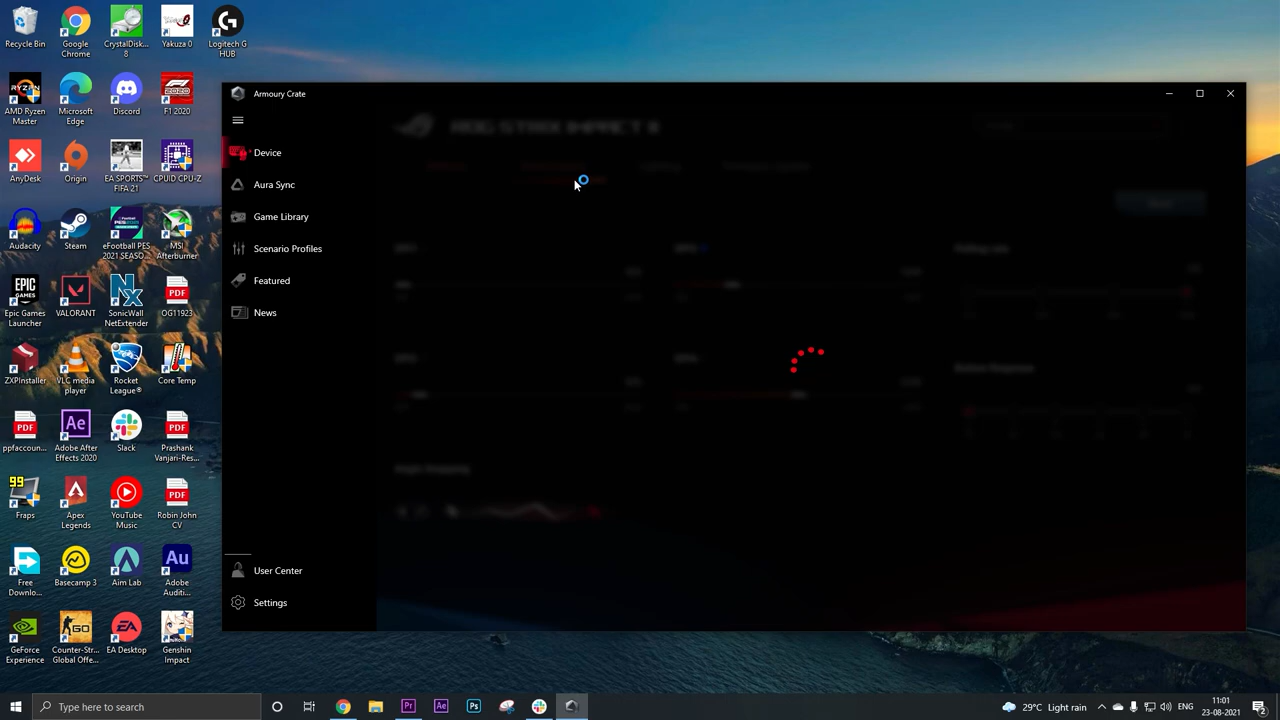 Recycle Bin
Google
Chrome
CrystalDisk...
8
Yakuza 0
Logitech G
HUB
AMD Ryzen
Master
Microsoft
Edge
Discord
F1 2020
AnyDesk
Origin
EA SPORTS™
FIFA 21
CPUID CPU-Z
Audacity
Steam
eFootball PES
2021 SEASO...
MSI
Afterburner
Epic Games
Launcher
VALORANT
SonicWall
NetExtender
OG11923
ZXPInstaller
VLC media
player
Rocket
League®
Core Temp
ppfaccoun...
Adobe After
Effects 2020
Slack
Prashank
Vanjari-Res...
Fraps
Apex
Legends
YouTube
Music
Robin John
CV
Free
Downlo...
Basecamp 3
Aim Lab
Adobe
Auditi...
GeForce
Experience
Counter-Str...
Global Offe...
EA Desktop
Genshin
Impact
Armoury Crate
Device
Aura Sync
Game Library
Scenario Profiles
Featured
News
User Center
Settings
ROG STRIX IMPACT II
Type here to search
29°C Light rain
ENG
11:01
23-08-2021